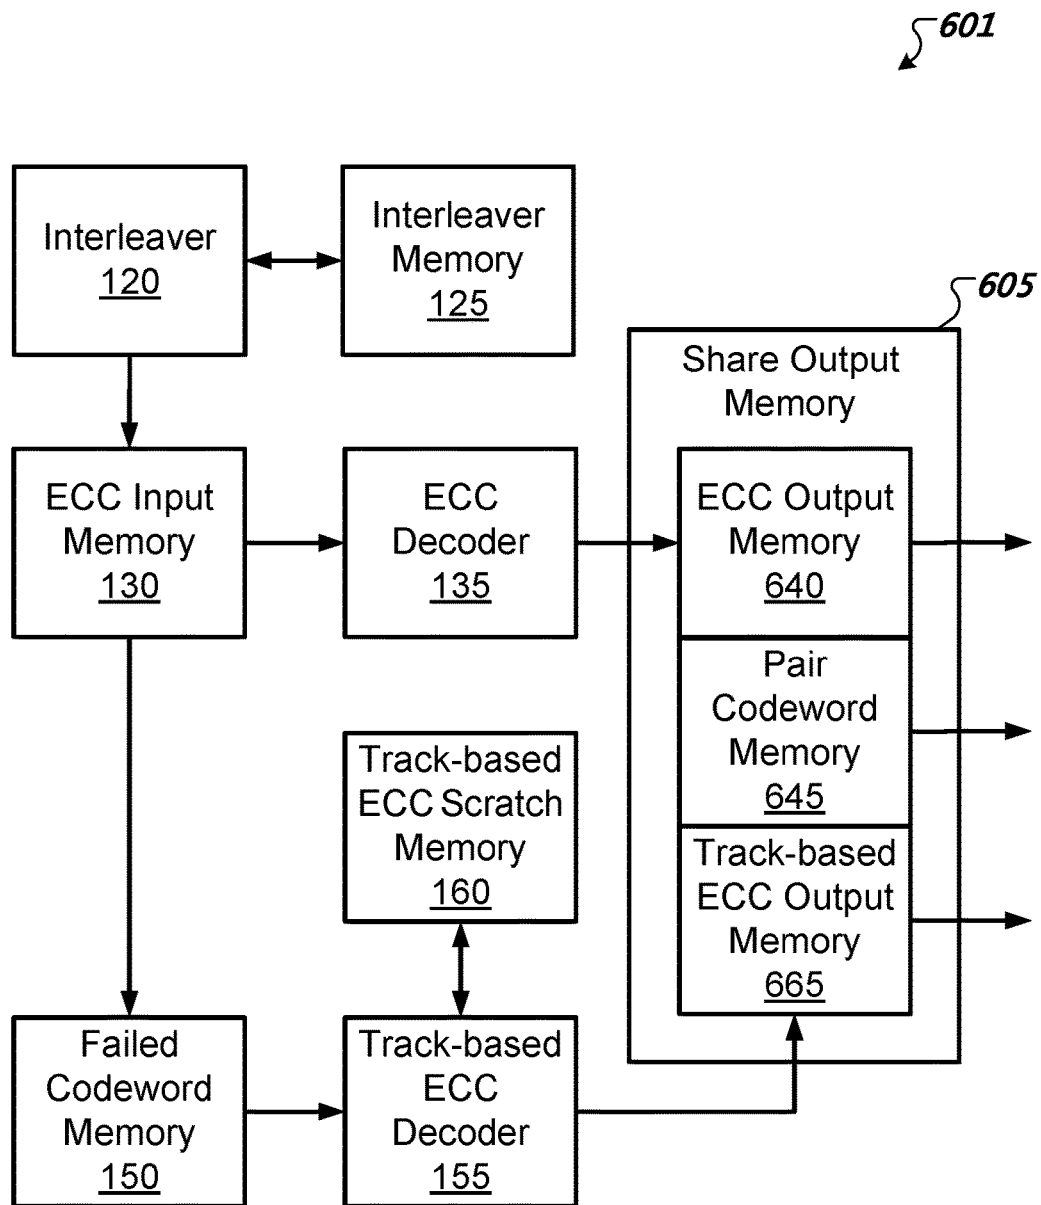 601
Interleaver
120
Interleaver
Memory
125
605
Share Output
Memory
ECC Input
Memory
130
ECC
Decoder
135
ECC Output
Memory
640
Pair
Codeword
Memory
645
Track-based
ECC Scratch
Memory
160
Track-based
ECC Output
Memory
665
Failed
Codeword
Memory
150
Track-based
ECC
Decoder
155